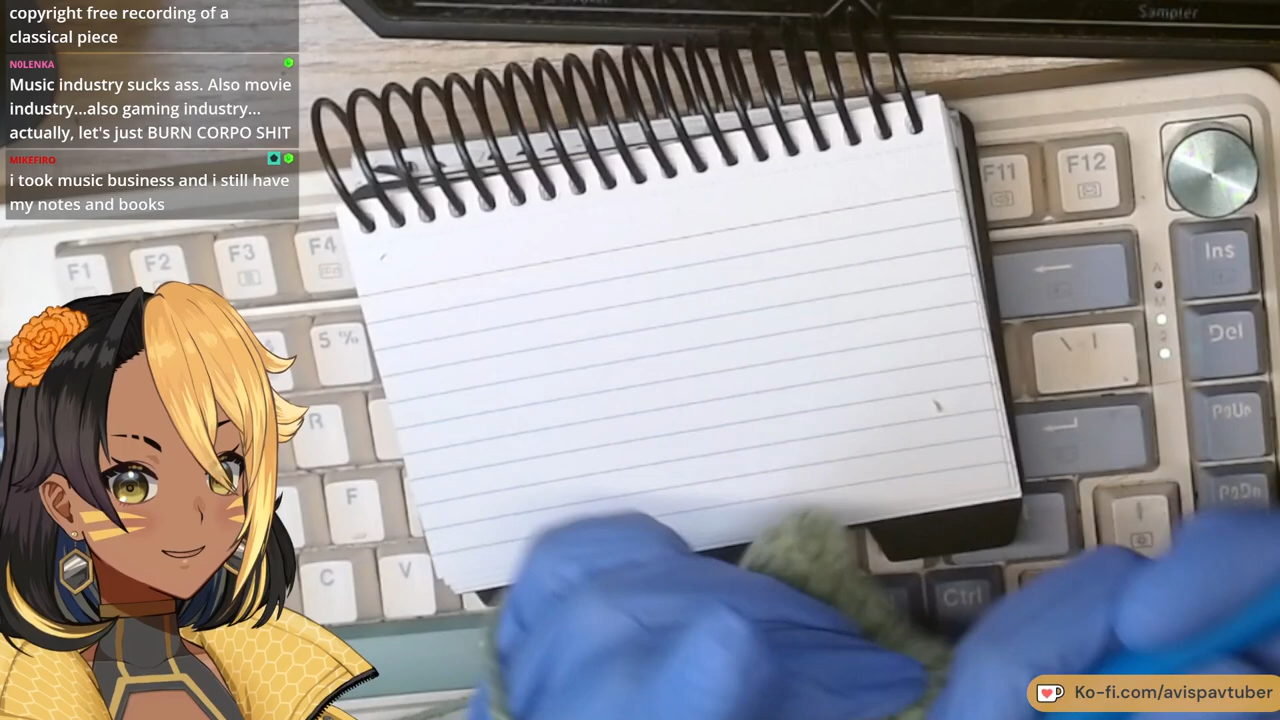 Sampler
copyright free recording of a
classical piece
N0LENKA
Music industry sucks ass. Also movie
industry...also gaming industry...
actually, let's just BURN CORPO SHIT
MIKEFIRO
i took music business and i still have
my notes and books
F1
F2
F3
F4
F11
F12
5 %
R
F
C
V
\ |
Ins
Del
PgUp
PgDn
Ctrl
Ko-fi.com/avispavtuber